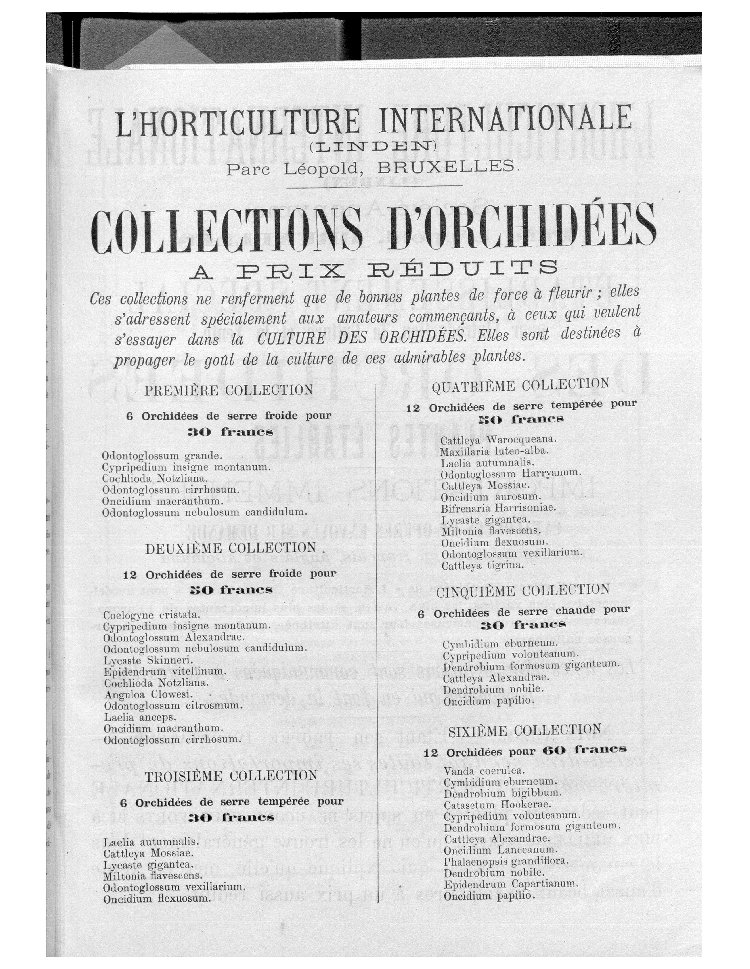 L'HORTICULTURE INTERNATIONALE
(LINDEN)
Parc Léopold, BRUXELLES.
COLLECTIONS D'ORCHIDÉES
A PRIX RÉDUITS
Ces collections ne renferment que de bonnes plantes de force à fleurir ; elles
s'adressent spécialement aux amateurs commençants, à ceux qui veulent
s'essayer dans la CULTURE DES ORCHIDÉES. Elles sont destinées à
propager le goût de la culture de ces admirables plantes.
PREMIÈRE COLLECTION
6 Orchidées de serre froide pour
30 francs
Odontoglossum grande.
Cypripedium insigne montanum.
Cochlioda Notzliana.
Odontoglossum cirrhosum.
Oncidium macranthum.
Odontoglossum nebulosum candidulum.
DEUXIÈME COLLECTION.
12 Orchidées de serre froide pour
50 francs
Coelogyne cristata.
Cypripedium insigne montanum.
Odontoglossum Alexandrae.
Odontoglossum nebulosum candidulum.
Lycaste Skinneri.
Epidendrum vitellinum.
Cochlioda Notzliana.
Anguloa Clowesi.
Odontoglossum citrosmum.
Laelia anceps.
Oncidium macranthum.
Odontoglossum cirrhosum.
TROISIÈME COLLECTION
6 Orchidées de serre tempérée pour
30 francs
Laelia autumnalis.
Cattleya Mossiae.
Lycaste gigantea.
Miltonia flavescens.
Odontoglossum vexillarium.
Oncidium flexuosum.
QUATRIÈME COLLECTION
12 Orchidées de serre tempérée pour
50 francs
Cattleya Warocqueana.
Maxillaria luteo-alba.
Laelia autumnalis.
Odontoglossum Harryanum.
Cattleya Mossiae.
Oncidium aurosum.
Bifrenaria Harrisoniae.
Lycaste gigantea.
Miltonia flavescens.
Oncidium flexuosum.
Odontoglossum vexillarium.
Cattleya tigrina.
CINQUIÈME COLLECTION
6 Orchidées de serre chaude pour
30 francs
Cymbidium eburneum.
Cypripedium volonteanum.
Dendrobium formosum giganteum.
Cattleya Alexandrae.
Dendrobium nobile.
Oncidium papilio.
SIXIÈME COLLECTION
12 Orchidées pour 60 francs
Vanda coerulea.
Cymbidium eburneum.
Dendrobium bigibbum.
Catasetum Hookerae.
Cypripedium volonteanum.
Dendrobium formosum giganteum.
Cattleya Alexandrae.
Oncidium Lanceanum.
Phalaenopsis grandiflora.
Dendrobium nobile.
Epidendrum Capartianum.
Oncidium papilio.